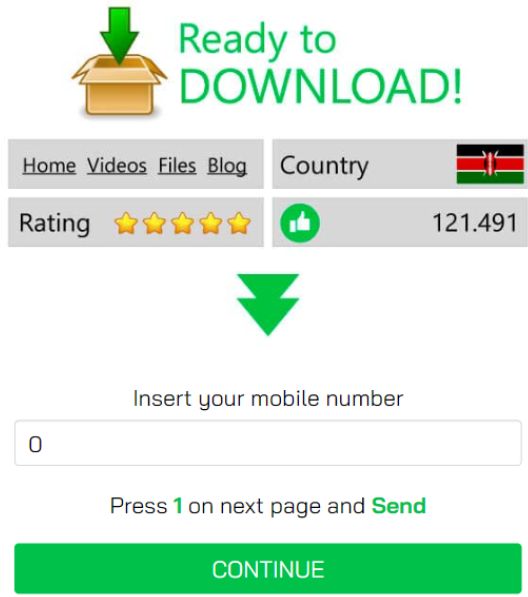 Ready to
DOWNLOAD!
Home Videos Files Blog
Country
Rating
121.491
Insert your mobile number
0
Press 1 on next page and Send
CONTINUE